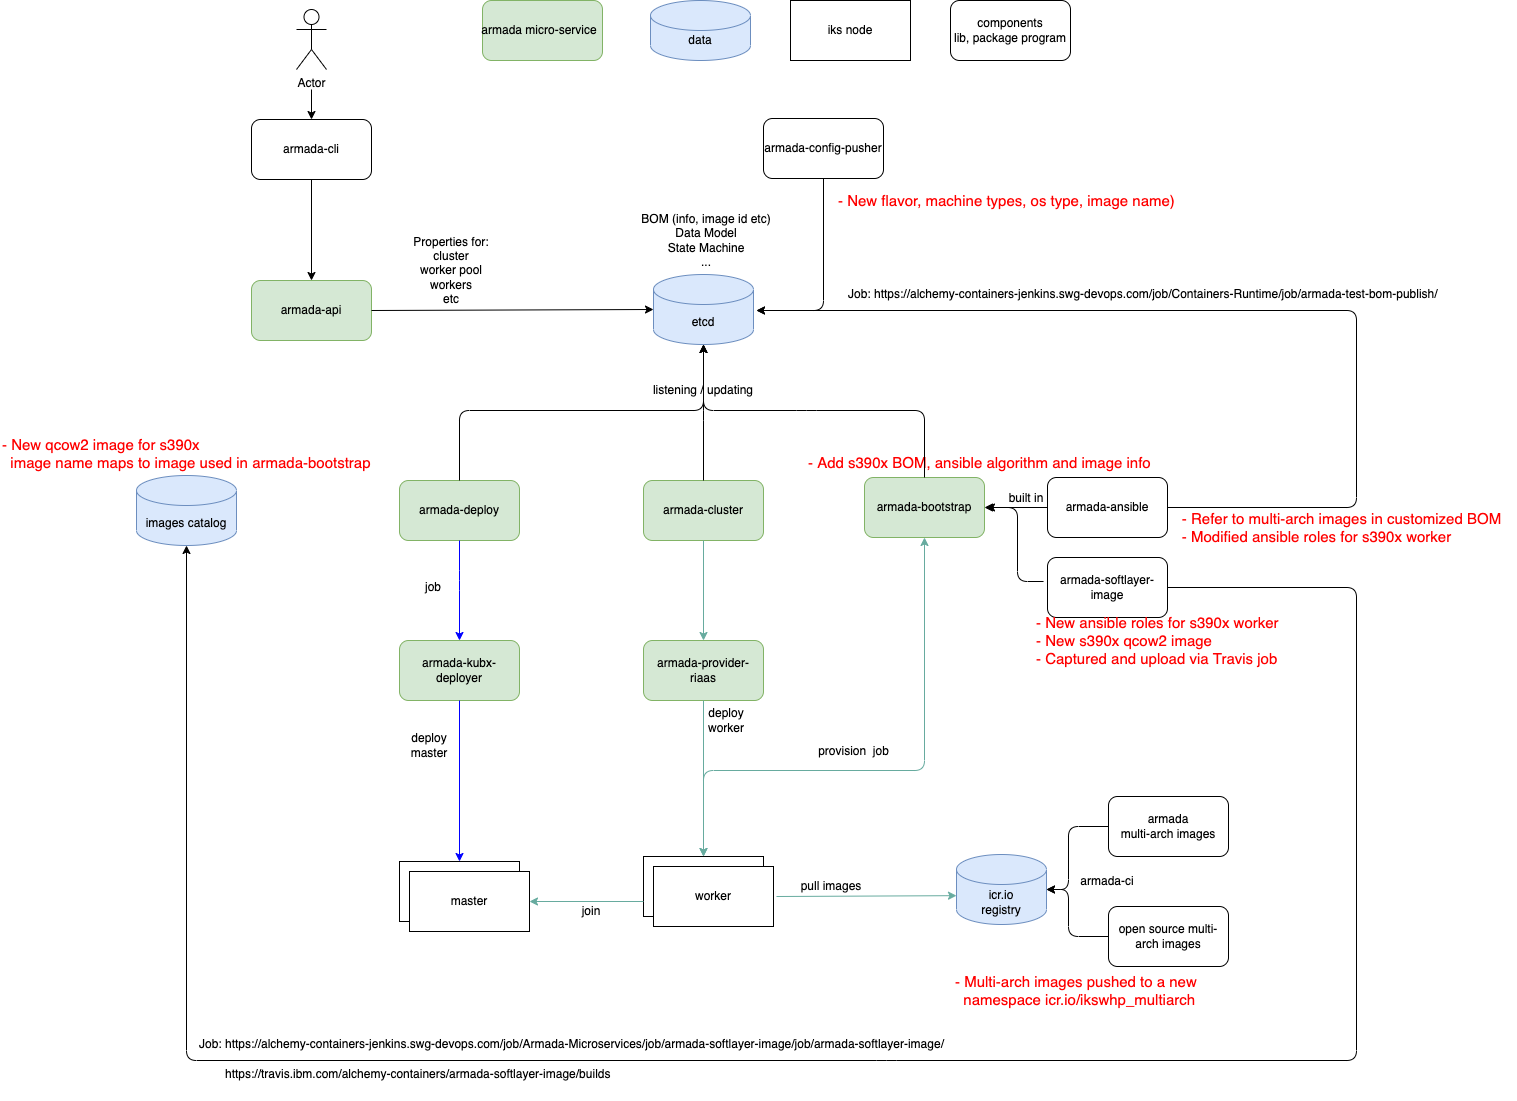 Actor
armada micro-service
data
iks node
components
lib, package program
armada-cli
armada-config-pusher
- New flavor, machine types, os type, image name)
BOM (info, image id etc)
Data Model
State Machine
...
Properties for:
cluster
worker pool
workers
etc
armada-api
etcd
Job: https://alchemy-containers-jenkins.swg-devops.com/job/Containers-Runtime/job/armada-test-bom-publish/
listening / updating
- New qcow2 image for s390x
image name maps to image used in armada-bootstrap
images catalog
- Add s390x BOM, ansible algorithm and image info
armada-deploy
armada-cluster
armada-bootstrap
built in
armada-ansible
- Refer to multi-arch images in customized BOM
- Modified ansible roles for s390x worker
armada-softlayer-
image
- New ansible roles for s390x worker
- New s390x qcow2 image
- Captured and upload via Travis job
job
armada-kubx-
deployer
armada-provider-
riaas
deploy
master
deploy
worker
provision job
master
join
worker
pull images
icr.io
registry
armada-ci
armada
multi-arch images
open source multi-
arch images
- Multi-arch images pushed to a new
namespace icr.io/ikswhp_multiarch
Job: https://alchemy-containers-jenkins.swg-devops.com/job/Armada-Microservices/job/armada-softlayer-image/job/armada-softlayer-image/
https://travis.ibm.com/alchemy-containers/armada-softlayer-image/builds